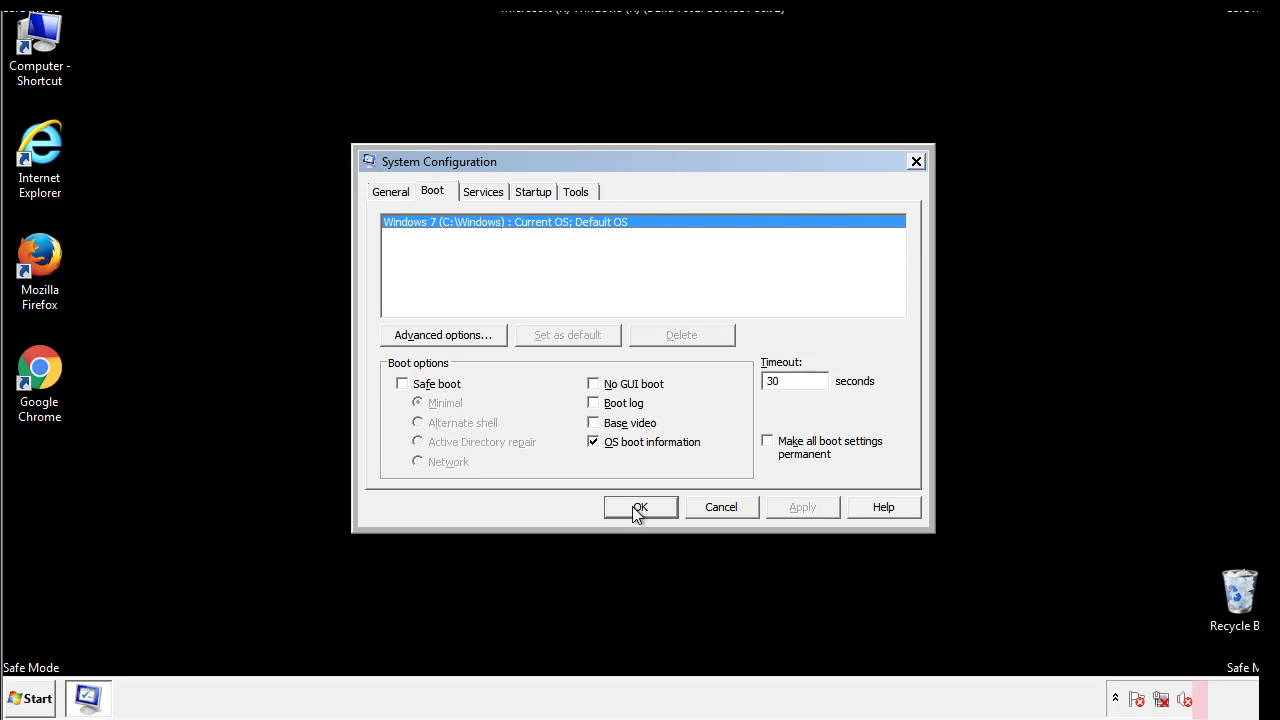 Computer -
Shortcut
Internet
Explorer
Mozilla
Firefox
Google
Chrome
System Configuration
General Boot Services Startup Tools
Windows 7 (C:\Windows) : Current OS; Default OS
Advanced options... Set as default Delete
Boot options
Safe boot
Minimal
Alternate shell
Active Directory repair
Network
No GUI boot
Boot log
Base video
OS boot information
Timeout:
30 seconds
Make all boot settings
permanent
OK Cancel Apply Help
Recycle B
Safe Mode
Safe M
Start